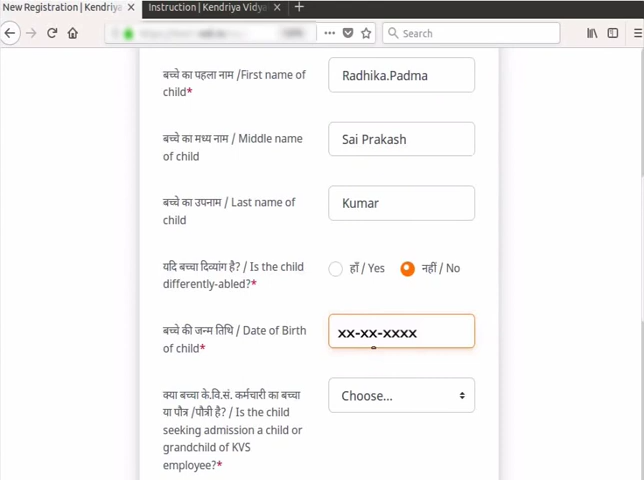 New Registration | Kendriya
Instruction | Kendriya Vidya
Search
बच्चे का पहला नाम /First name of
child*
Radhika.Padma
बच्चे का मध्य नाम / Middle name
of child
Sai Prakash
बच्चे का उपनाम / Last name of
child
Kumar
यदि बच्चा दिव्यांग है? / Is the child
differently-abled?*
हाँ / Yes
नहीं / No
बच्चे की जन्म तिथि / Date of Birth
of child*
xx-xx-xxxx
क्या बच्चा के.वि.सं. कर्मचारी का बच्चा
या पौत्र /पौत्री है? / Is the child
seeking admission a child or
grandchild of KVS
employee?*
Choose...